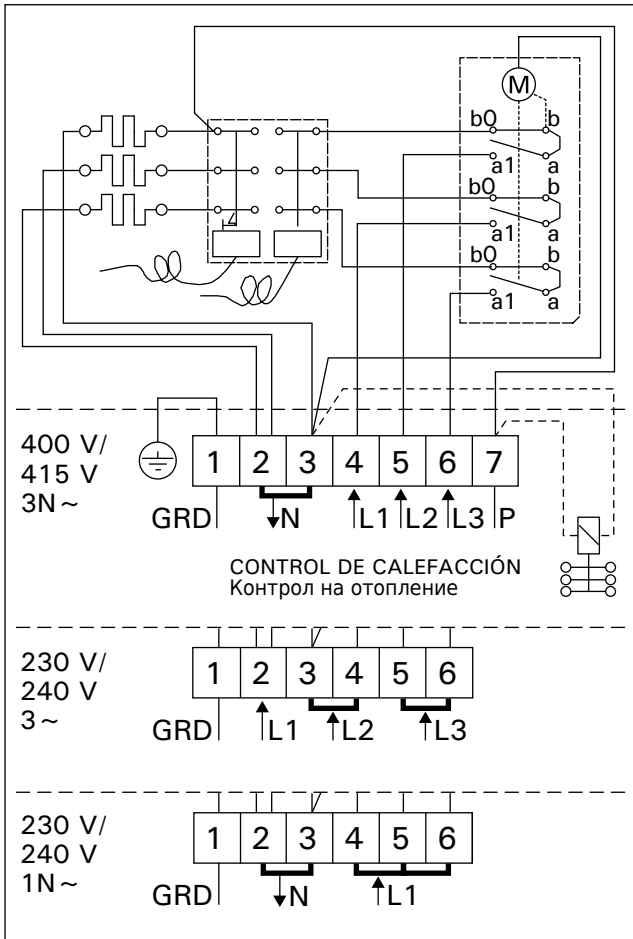 M
b0 b
a1 a
b0 b
a1 a
b0 b
a1 a
400 V/
415 V
3N~
1 2 3 4 5 6 7
GRD N L1 L2 L3 P
CONTROL DE CALEFACCIÓN
Контрол на отопление
230 V/
240 V
3~
1 2 3 4 5 6
GRD L1 L2 L3
230 V/
240 V
1N~
1 2 3 4 5 6
GRD N L1